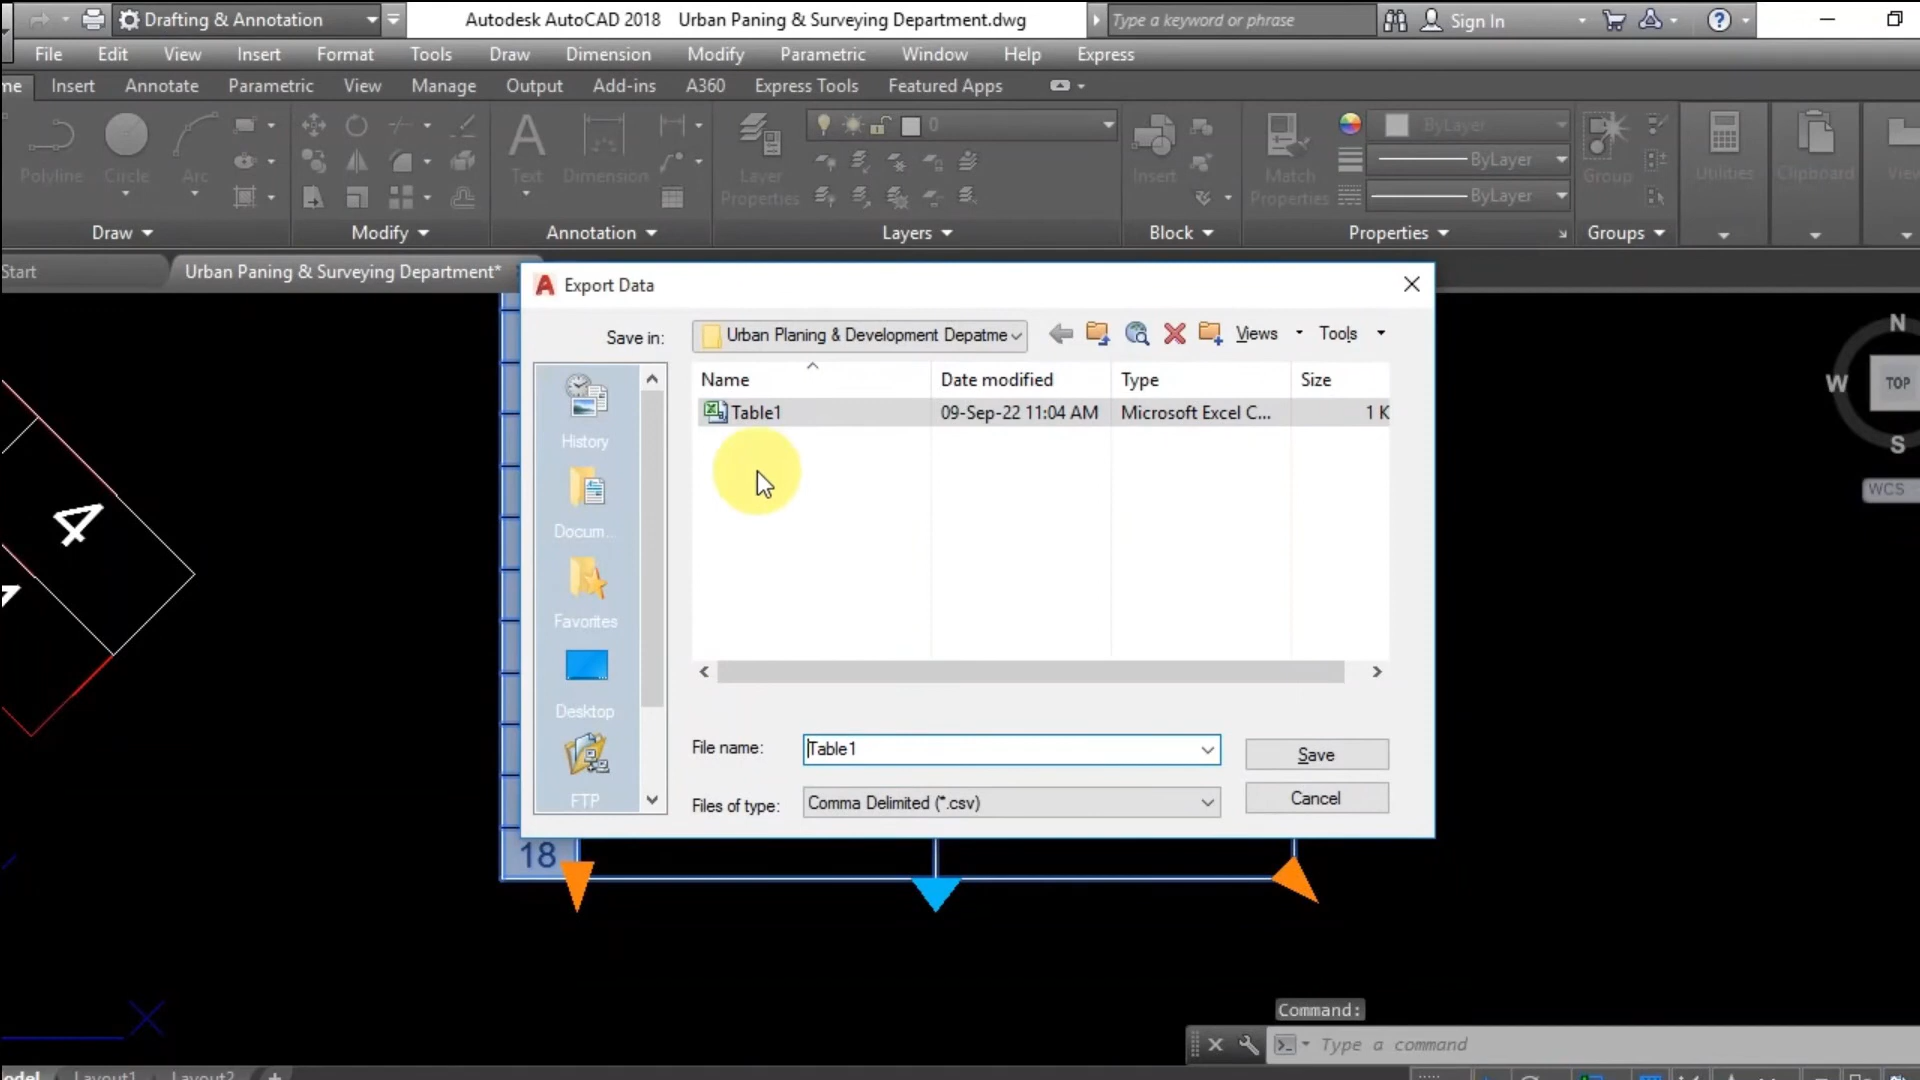 Drafting & Annotation
Autodesk AutoCAD 2018 Urban Paning & Surveying Department.dwg
Type a keyword or phrase
Sign In
File Edit View Insert Format Tools Draw Dimension Modify Parametric Window Help Express
me Insert Annotate Parametric View Manage Output Add-ins A360 Express Tools Featured Apps
0
ByLayer
ByLayer
ByLayer
Polyline Circle Arc Text Dimension Layer Properties Insert Match Properties Group Utilities Clipboard View
Draw Modify Annotation Layers Block Properties Groups
Start Urban Paning & Surveying Department*
Export Data
Save in: Urban Planing & Development Depatme
Views Tools
Name Date modified Type Size
Table1 09-Sep-22 11:04 AM Microsoft Excel C... 1 K
History
Docum...
Favorites
Desktop
FTP
File name: Table1
Save
Files of type: Comma Delimited (*.csv)
Cancel
N
W TOP
S
WCS
4
18
Command:
Type a command
odel Layout1 Layout2 +